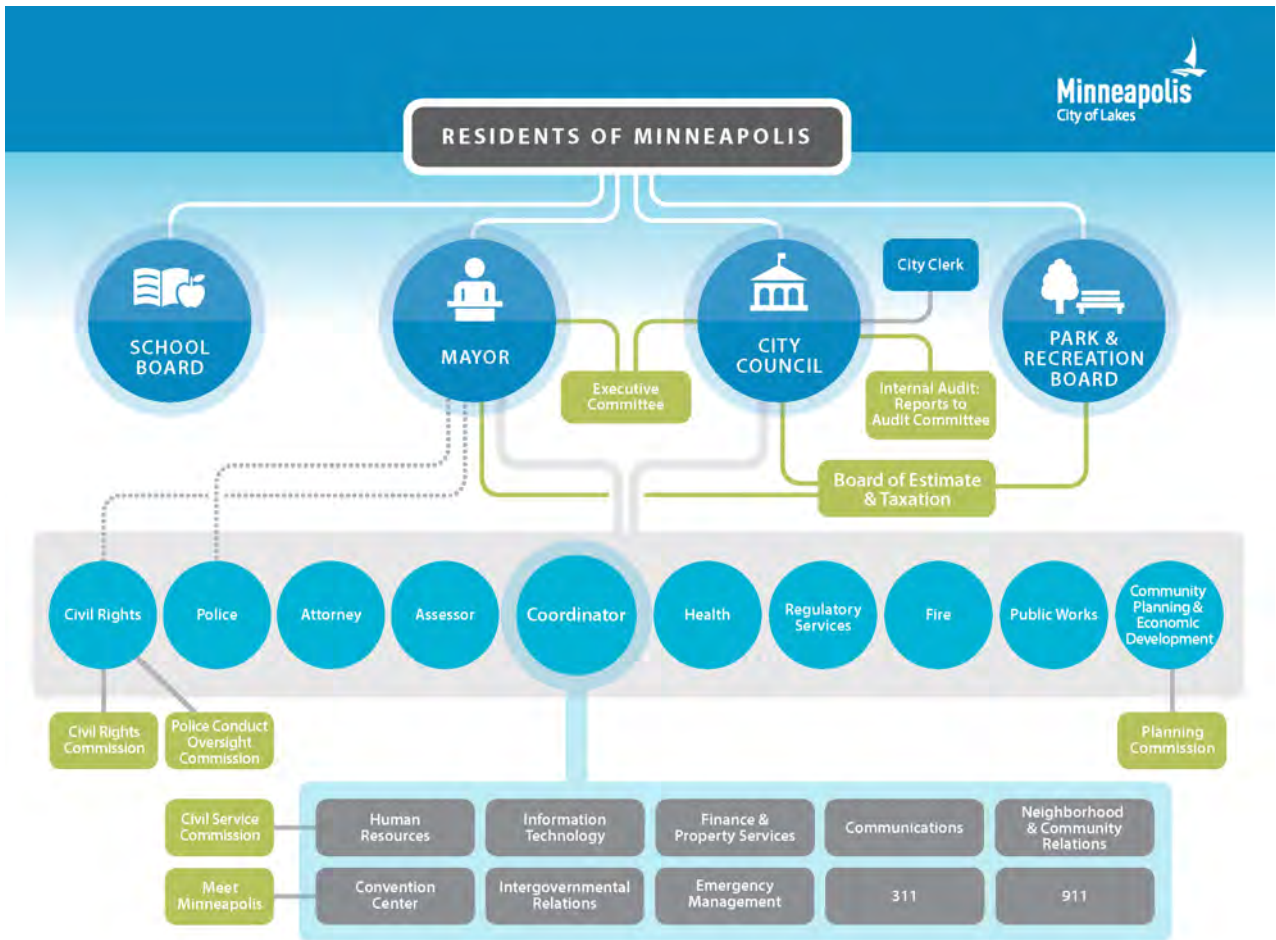 Minneapolis
City of Lakes
RESIDENTS OF MINNEAPOLIS
SCHOOL
BOARD
MAYOR
CITY
COUNCIL
City Clerk
PARK &
RECREATION
BOARD
Executive
Committee
Internal Audit:
Reports to
Audit Committee
Board of Estimate
& Taxation
Civil Rights
Police
Attorney
Assessor
Coordinator
Health
Regulatory
Services
Fire
Public Works
Community
Planning &
Economic
Development
Civil Rights
Commission
Police Conduct
Oversight
Commission
Planning
Commission
Civil Service
Commission
Human
Resources
Information
Technology
Finance &
Property Services
Communications
Neighborhood
& Community
Relations
Meet
Minneapolis
Convention
Center
Intergovernmental
Relations
Emergency
Management
311
911